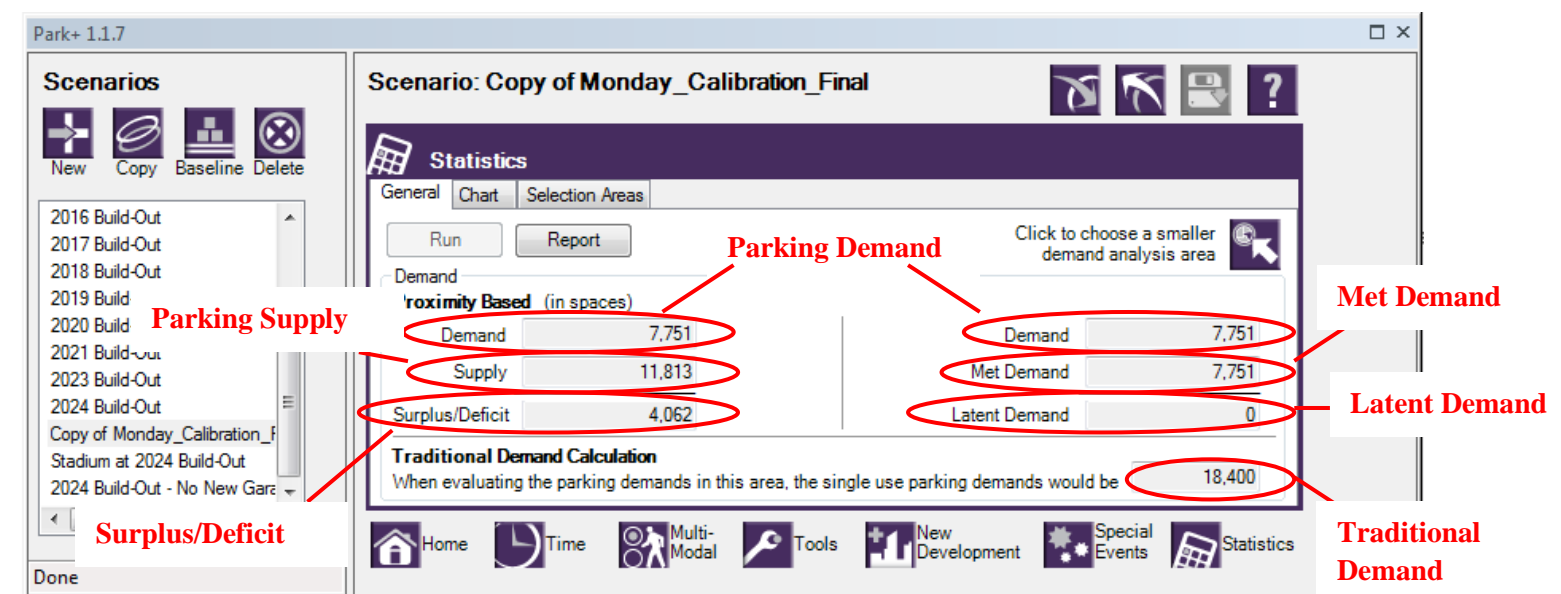 Park+ 1.1.7
Scenarios
New
Copy
Baseline
Delete
2016 Build-Out
2017 Build-Out
2018 Build-Out
2019 Build
2020 Build
2021 Build-Out
2023 Build-Out
2024 Build-Out
Copy of Monday_Calibration_F
Stadium at 2024 Build-Out
2024 Build-Out - No New Gara
Done
Scenario: Copy of Monday_Calibration_Final
?
Statistics
General
Chart
Selection Areas
Run
Report
Click to choose a smaller
demand analysis area
Parking Demand
Demand
Proximity Based (in spaces)
Parking Supply
Demand 7,751
Supply 11,813
Surplus/Deficit 4,062
Demand 7,751
Met Demand 7,751
Latent Demand 0
Met Demand
Latent Demand
Traditional Demand Calculation
When evaluating the parking demands in this area, the single use parking demands would be 18,400
Surplus/Deficit
Traditional
Demand
Home
Time
Multi-
Modal
Tools
New
Development
Special
Events
Statistics